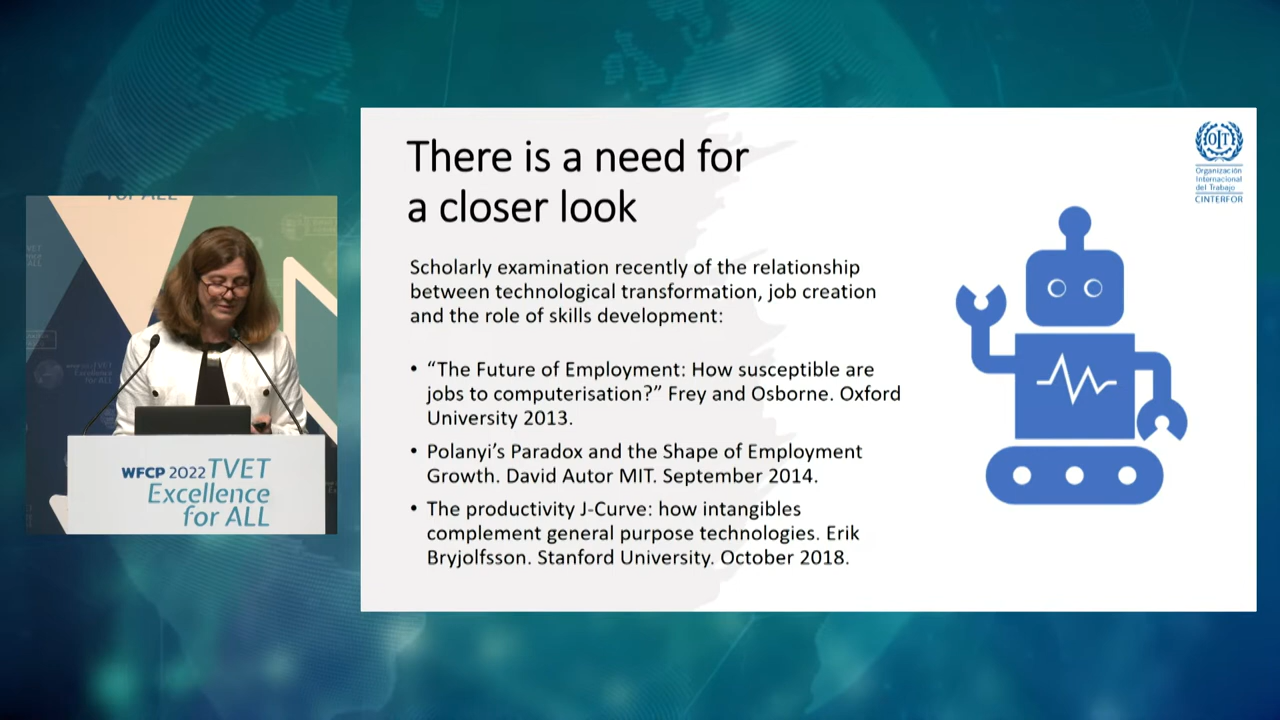 There is a need for
a closer look
Scholarly examination recently of the relationship
between technological transformation, job creation
and the role of skills development:
• “The Future of Employment: How susceptible are
jobs to computerisation?” Frey and Osborne. Oxford
University 2013.
• Polanyi’s Paradox and the Shape of Employment
Growth. David Autor MIT. September 2014.
• The productivity J-Curve: how intangibles
complement general purpose technologies. Erik
Bryjolfsson. Stanford University. October 2018.
OIT
Organización
Internacional
del Trabajo
CINTERFOR
for ALL
WFCP 2022 TVET
Excellence
for ALL